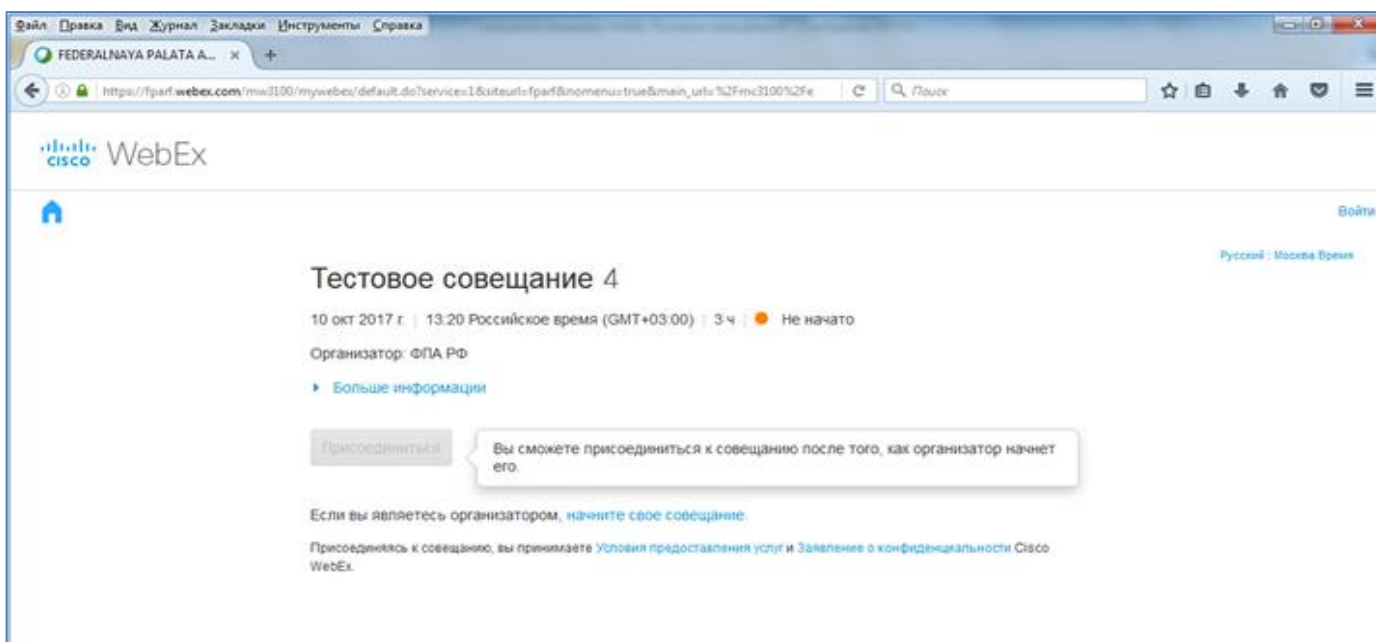 Файл Правка Вид Журнал Закладки Инструменты Справка
FEDERALNAYA PALATA A... × +
https://fparf.webex.com/mw3100/mywebex/default.do?service=1&siteurl=fparf&nomenu=true&main_url=%2Fmc3100%2Fe
Поиск
cisco WebEx
Войти
Русский : Москва Время
Тестовое совещание 4
10 окт 2017 г. | 13:20 Российское время (GMT+03:00) | 3 ч | Не начато
Организатор: ФПА РФ
Больше информации
Присоединиться
Вы сможете присоединиться к совещанию после того, как организатор начнет
его.
Если вы являетесь организатором, начните свое совещание.
Присоединяясь к совещанию, вы принимаете Условия предоставления услуг и Заявление о конфиденциальности Cisco
WebEx.